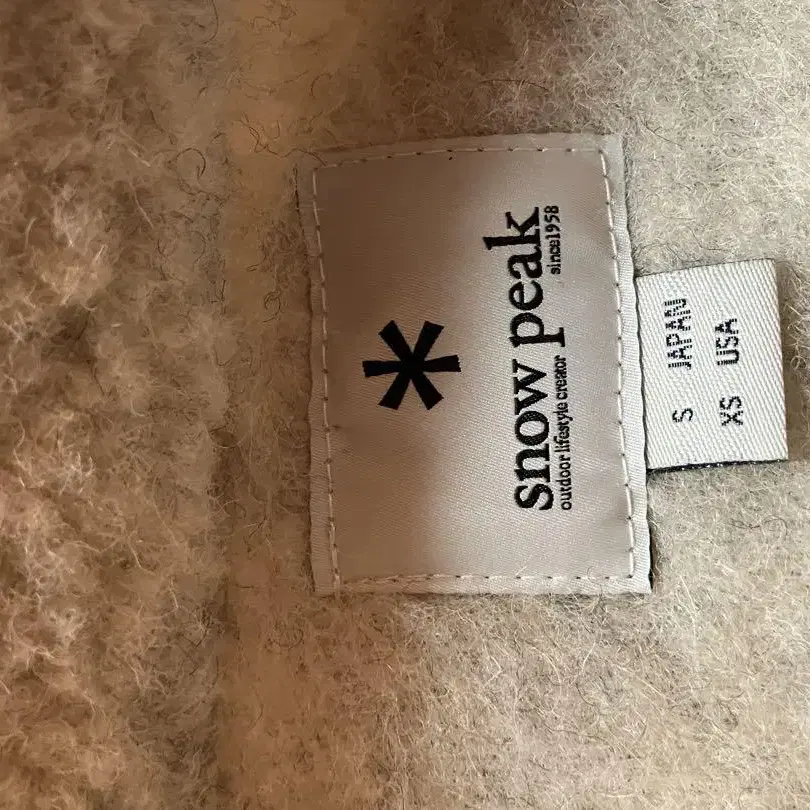 snow peak
outdoor lifestyle creator since1958
S JAPAN
XS USA